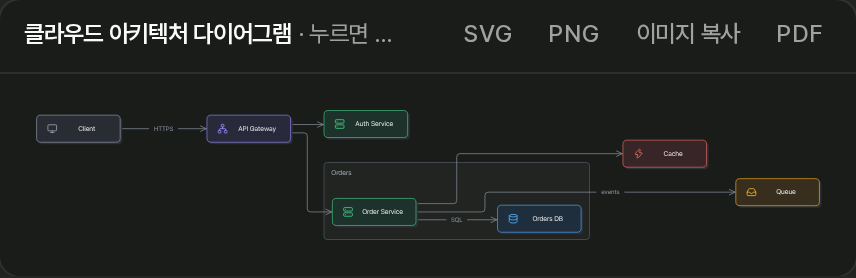 클라우드 아키텍처 다이어그램 · 누르면 ... SVG PNG 이미지 복사 PDF
Client
HTTPS
API Gateway
Auth Service
Orders
Order Service
SQL
Orders DB
Cache
events
Queue